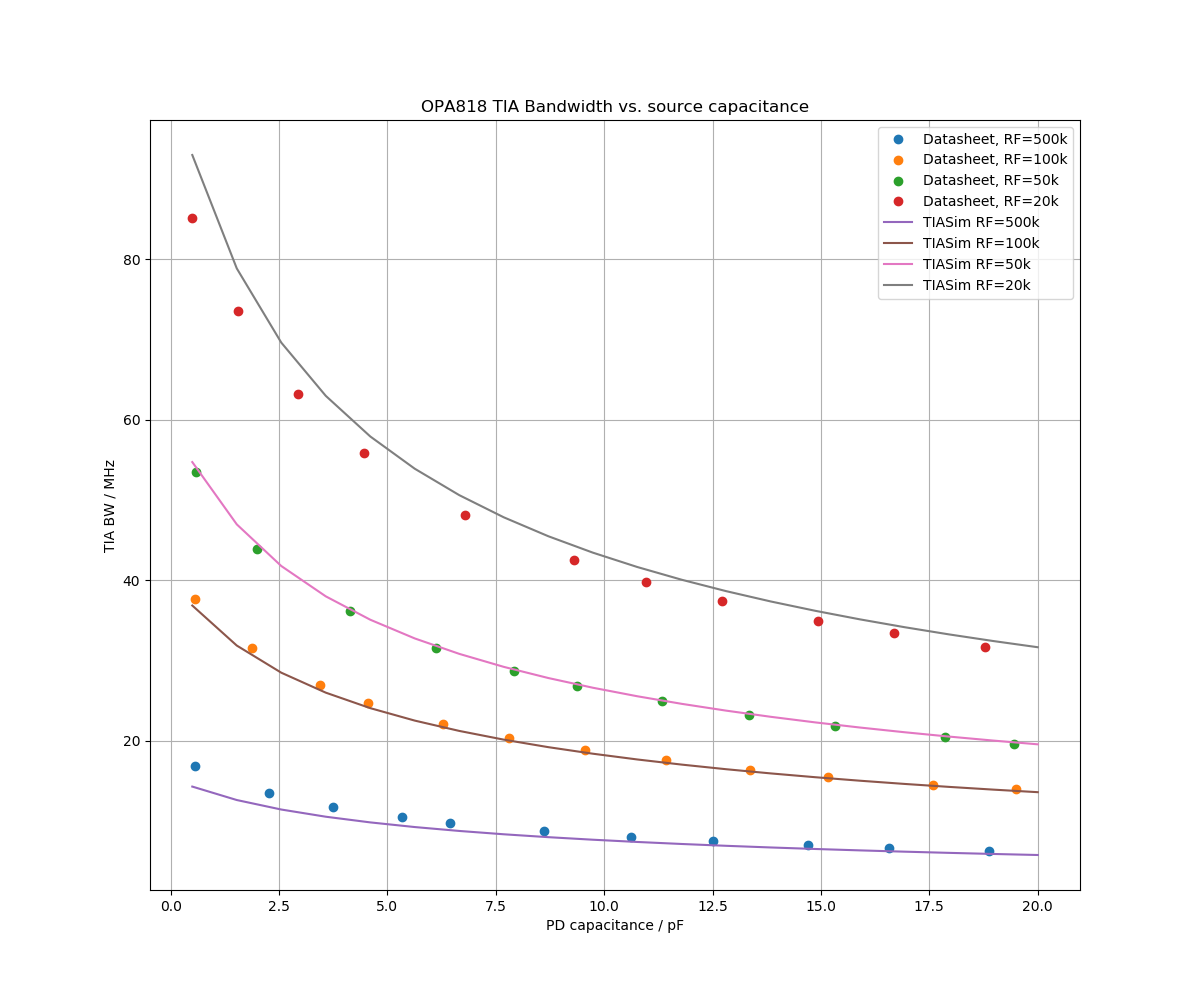 OPA818 TIA Bandwidth vs. source capacitance
Datasheet, RF=500k
Datasheet, RF=100k
Datasheet, RF=50k
Datasheet, RF=20k
TIASim RF=500k
TIASim RF=100k
TIASim RF=50k
TIASim RF=20k
80
60
40
20
TIA BW / MHz
0.0 2.5 5.0 7.5 10.0 12.5 15.0 17.5 20.0
PD capacitance / pF